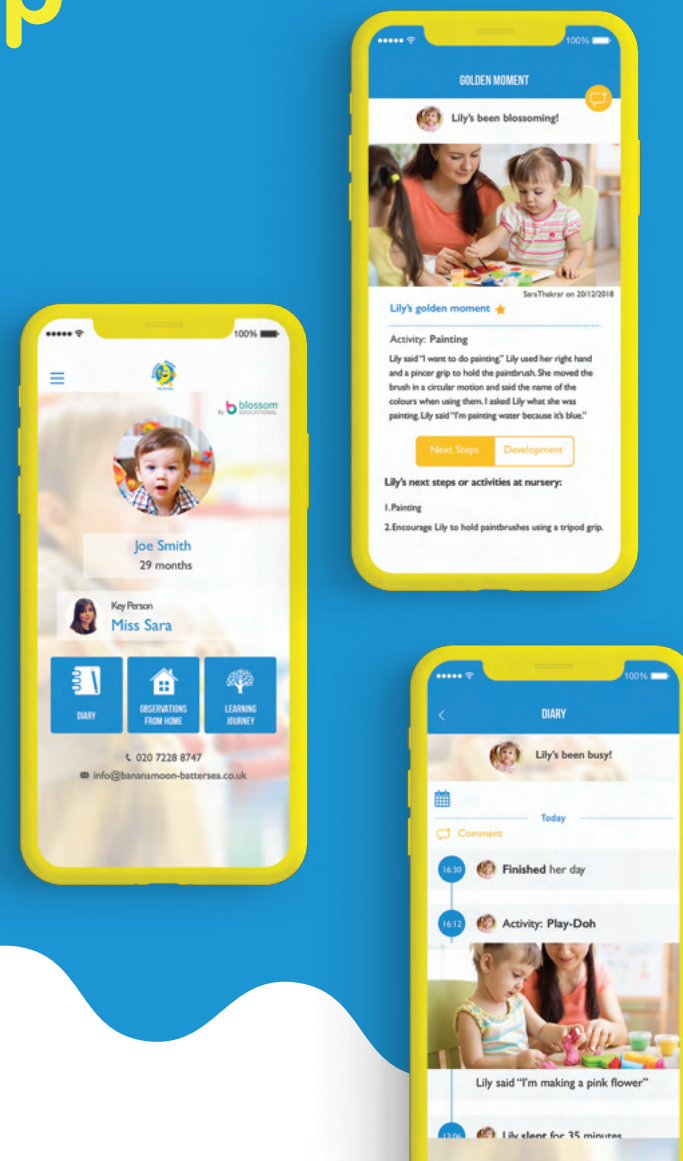 p
100%
GOLDEN MOMENT
Lily's been blossoming!
SaraThakrar on 20/12/2018
Lily's golden moment
Activity: Painting
Lily said "I want to do painting." Lily used her right hand
and a pincer grip to hold the paintbrush. She moved the
brush in a circular motion and said the name of the
colours when using them. I asked Lily what she was
painting. Lily said "I'm painting water because it's blue."
Next Steps
Development
Lily's next steps or activities at nursery:
1.Painting
2.Encourage Lily to hold paintbrushes using a tripod grip.
100%
By blossom
EDUCATIONAL
Joe Smith
29 months
Key Person
Miss Sara
DIARY
OBSERVATIONS
FROM HOME
LEARNING
JOURNEY
020 7228 8747
info@bananamoon-battersea.co.uk
100%
DIARY
Lily's been busy!
Today
Comment
16:30 Finished her day
16:12 Activity: Play-Doh
Lily said "I'm making a pink flower"
13:06 Lily slept for 35 minutes